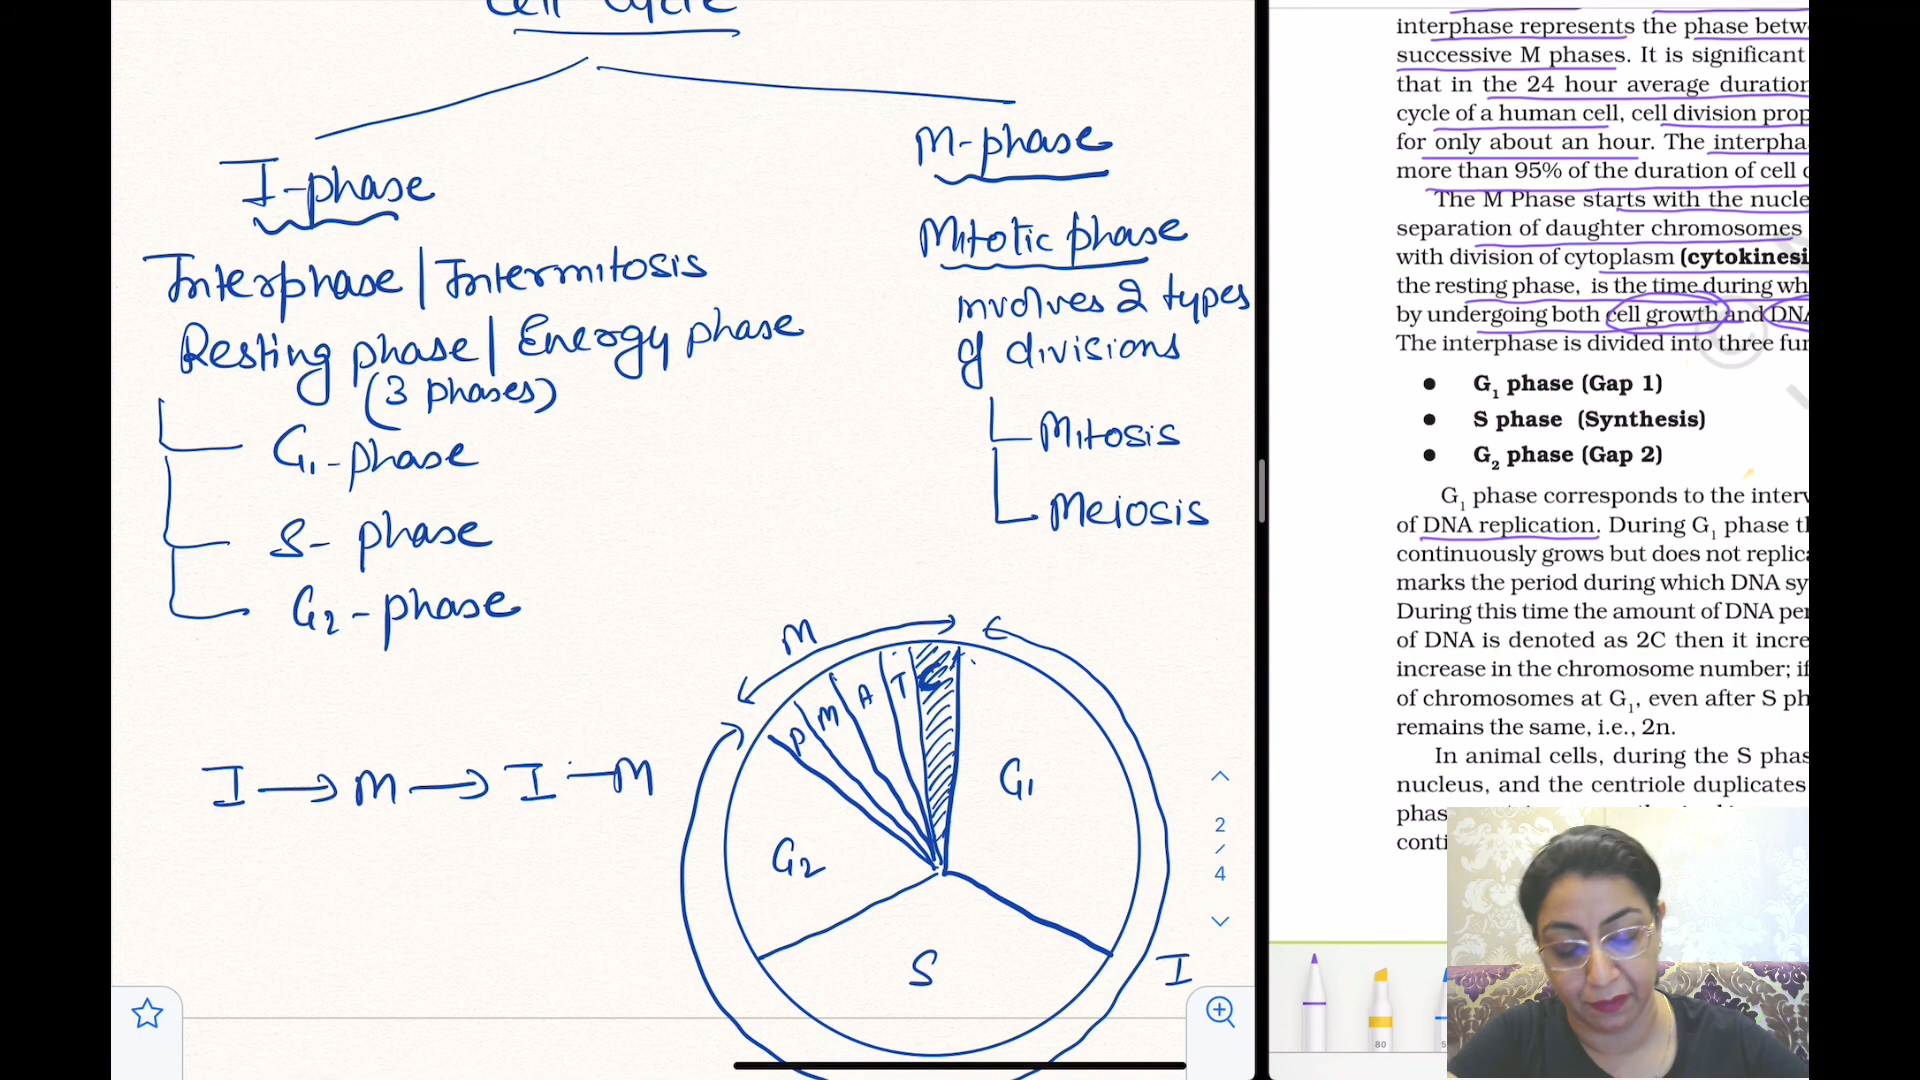 Cell Cycle
I-phase
M-phase
Interphase | Intermitosis
Resting phase | Energy phase
(3 phases)
G1-phase
S- phase
G2-phase
Mitotic phase
involves 2 types
of divisions
Mitosis
Meiosis
I → M → I — M
M
P M A T C
G1
G2
S
I
2
/
4
interphase represents the phase betw
successive M phases. It is significant
that in the 24 hour average duration
cycle of a human cell, cell division prop
for only about an hour. The interpha
more than 95% of the duration of cell c
The M Phase starts with the nucle
separation of daughter chromosomes
with division of cytoplasm (cytokinesi
the resting phase, is the time during wh
by undergoing both cell growth and DNA
The interphase is divided into three fun
● G1 phase (Gap 1)
● S phase (Synthesis)
● G2 phase (Gap 2)
G1 phase corresponds to the interv
of DNA replication. During G1 phase th
continuously grows but does not replica
marks the period during which DNA sy
During this time the amount of DNA per
of DNA is denoted as 2C then it incre
increase in the chromosome number; if
of chromosomes at G1, even after S ph
remains the same, i.e., 2n.
In animal cells, during the S phas
nucleus, and the centriole duplicates
phas
conti
80